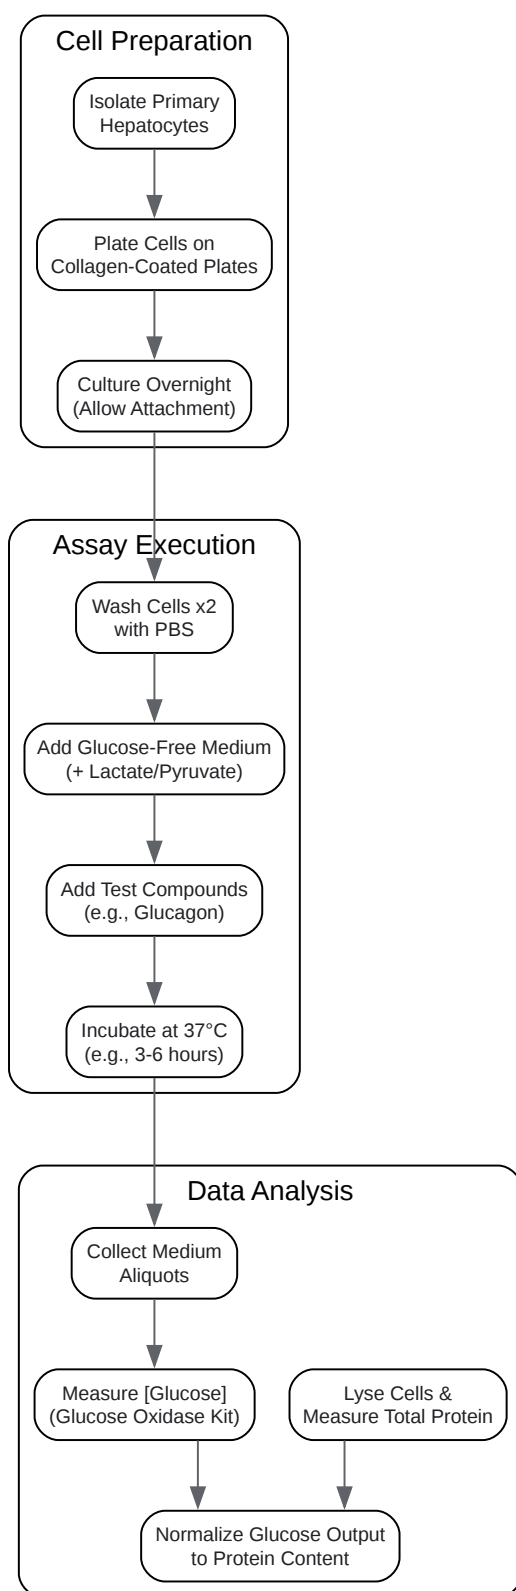 Cell Preparation
Isolate Primary
Hepatocytes
Plate Cells on
Collagen-Coated Plates
Culture Overnight
(Allow Attachment)
Assay Execution
Wash Cells x2
with PBS
Add Glucose-Free Medium
(+ Lactate/Pyruvate)
Add Test Compounds
(e.g., Glucagon)
Incubate at 37°C
(e.g., 3-6 hours)
Data Analysis
Collect Medium
Aliquots
Measure [Glucose]
(Glucose Oxidase Kit)
Lyse Cells &
Measure Total Protein
Normalize Glucose Output
to Protein Content